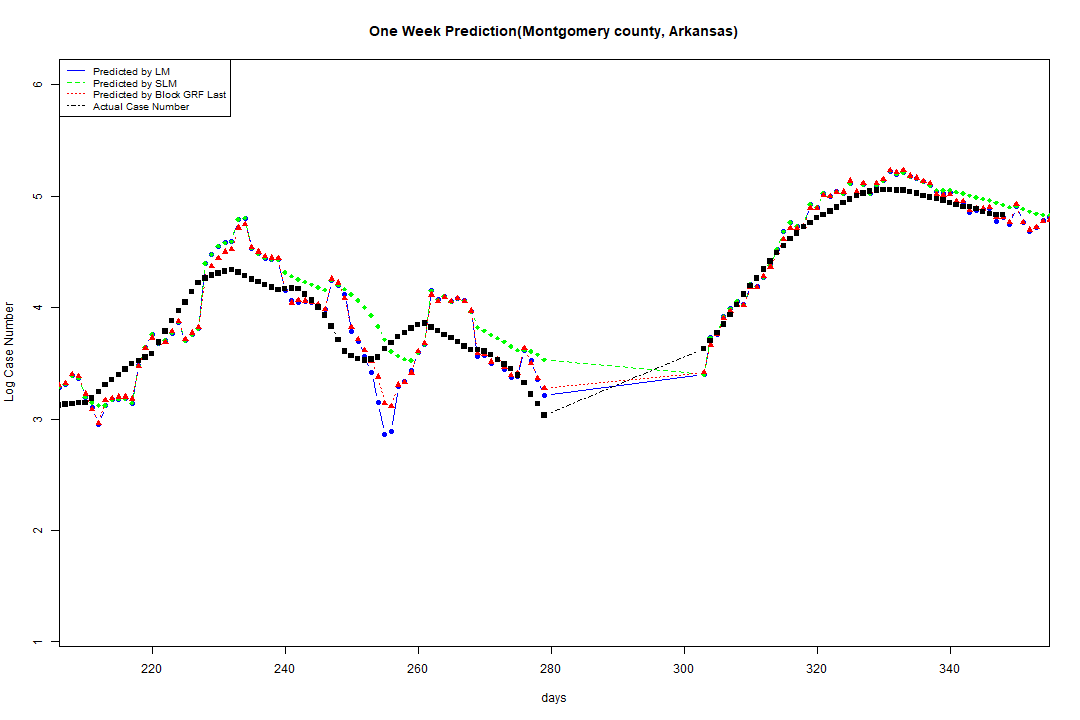 One Week Prediction(Montgomery county, Arkansas)
Predicted by LM
Predicted by SLM
Predicted by Block GRF Last
Actual Case Number
Log Case Number
6
5
4
3
2
1
220 240 260 280 300 320 340
days